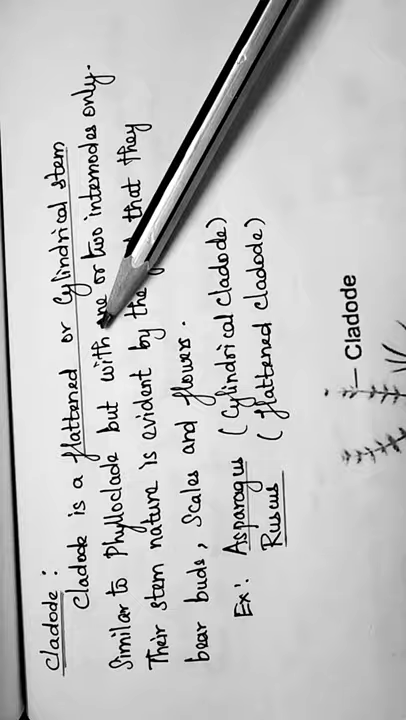 Cladode:
Cladode is a flattened or Cylindrical stem
Similar to Phylloclade but with or two internodes only.
Their stem nature is evident by the that they
bear buds, Scales and flowers.
Ex: Asparagus (Cylindrical Cladode)
Ruscus (flattened cladode)
Cladode